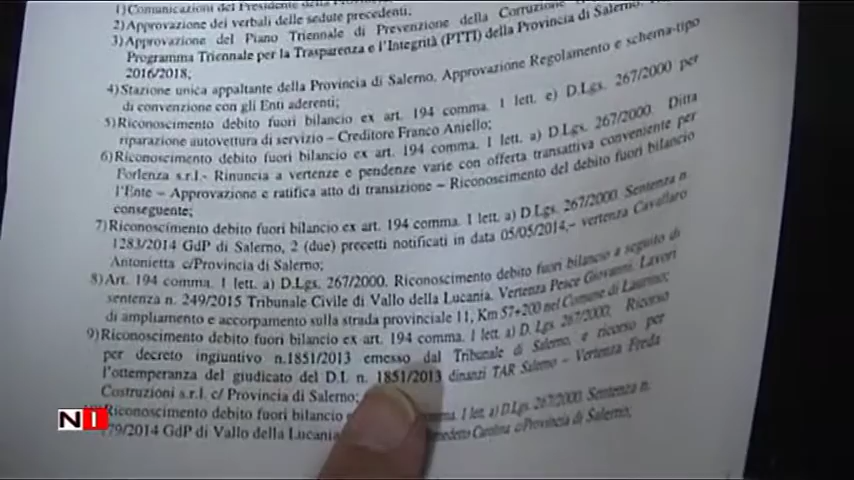 1)Comunicazioni del Presidente della
2)Approvazione dei verbali delle sedute precedenti;
3)Approvazione del Piano Triennale di Prevenzione della Corruzione
Programma Triennale per la Trasparenza e l'Integrità (PTTI) della Provincia di Salerno.
2016/2018;
4)Stazione unica appaltante della Provincia di Salerno. Approvazione Regolamento e schema-tipo
di convenzione con gli Enti aderenti;
5)Riconoscimento debito fuori bilancio ex art. 194 comma. 1 lett. e) D.Lgs. 267/2000 per
riparazione autovettura di servizio – Creditore Franco Aniello;
6)Riconoscimento debito fuori bilancio ex art. 194 comma. 1 lett. a) D.Lgs. 267/2000. Ditta
Forlenza s.r.l.- Rinuncia a vertenze e pendenze varie con offerta transattiva conveniente per
l'Ente – Approvazione e ratifica atto di transizione – Riconoscimento del debito fuori bilancio
conseguente;
7)Riconoscimento debito fuori bilancio ex art. 194 comma. 1 lett. a) D.Lgs. 267/2000. Sentenza n.
1283/2014 GdP di Salerno, 2 (due) precetti notificati in data 05/05/2014,– vertenza Cavallaro
Antonietta c/Provincia di Salerno;
8)Art. 194 comma. 1 lett. a) D.Lgs. 267/2000. Riconoscimento debito fuori bilancio a seguito di
sentenza n. 249/2015 Tribunale Civile di Vallo della Lucania. Vertenza Pesce Giovanni. Lavori
di ampliamento e accorpamento sulla strada provinciale 11, Km 57+200 nel Comune di Laurino;
9)Riconoscimento debito fuori bilancio ex art. 194 comma. 1 lett. a) D. Lgs. 267/2000. Ricorso
per decreto ingiuntivo n.1851/2013 emesso dal Tribunale di Salerno, e ricorso per
l'ottemperanza del giudicato del D.I. n. 1851/2013 dinanzi TAR Salerno – Vertenza Freda
Costruzioni s.r.l. c/ Provincia di Salerno;
Riconoscimento debito fuori bilancio 1 lett. a) D.Lgs. 267/2000. Sentenza n.
79/2014 GdP di Vallo della Lucania c/Provincia di Salerno;
NI